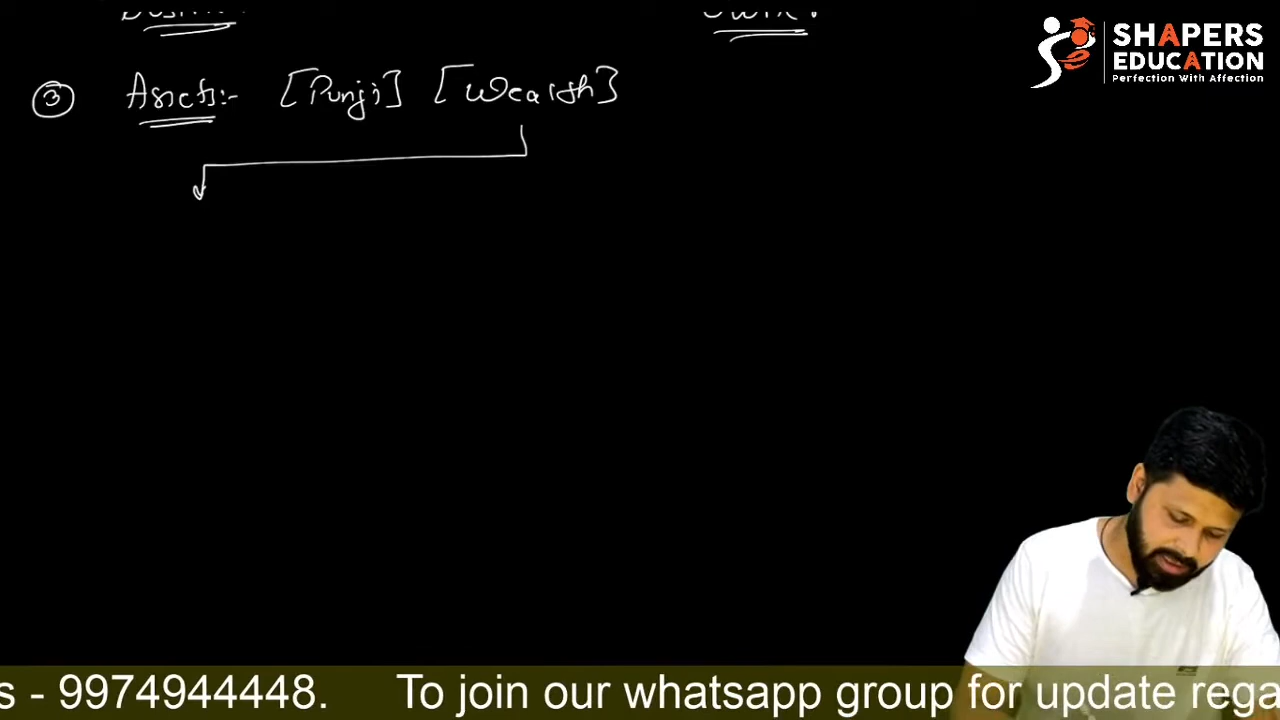 SHAPERS
EDUCATION
Perfection With Affection
3 Assets:- [Punji] [Wealth]
s - 9974944448. To join our whatsapp group for update rega